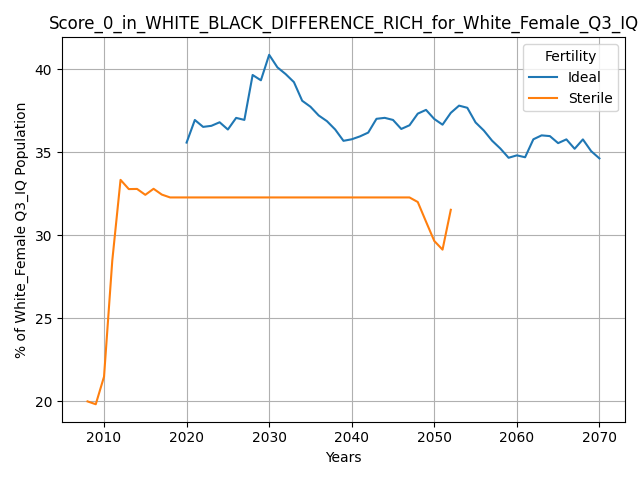 Score_0_in_WHITE_BLACK_DIFFERENCE_RICH_for_White_Female_Q3_IQ
Fertility
Ideal
Sterile
% of White_Female Q3_IQ Population
40
35
30
25
20
2010
2020
2030
2040
2050
2060
2070
Years